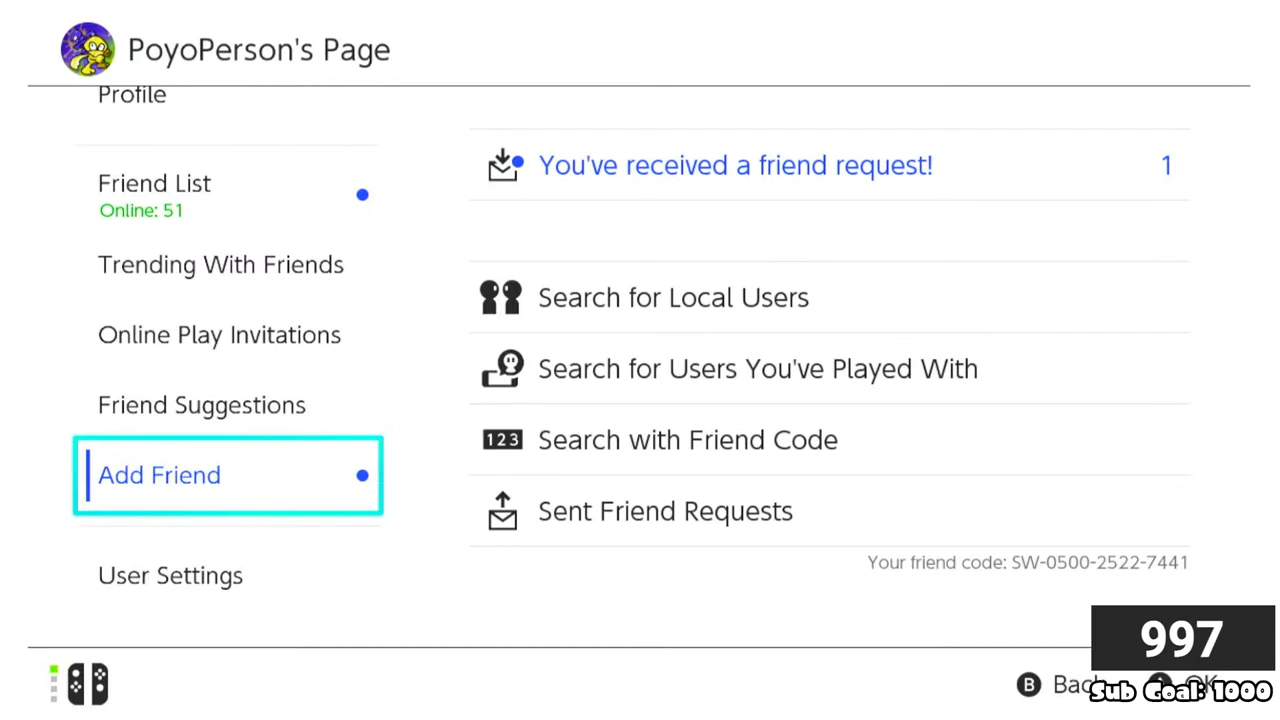 PoyoPerson's Page
Profile
Friend List
Online: 51
Trending With Friends
Online Play Invitations
Friend Suggestions
Add Friend
User Settings
You've received a friend request! 1
Search for Local Users
Search for Users You've Played With
123 Search with Friend Code
Sent Friend Requests
Your friend code: SW-0500-2522-7441
997
B Back
OK
Sub Goal: 1000